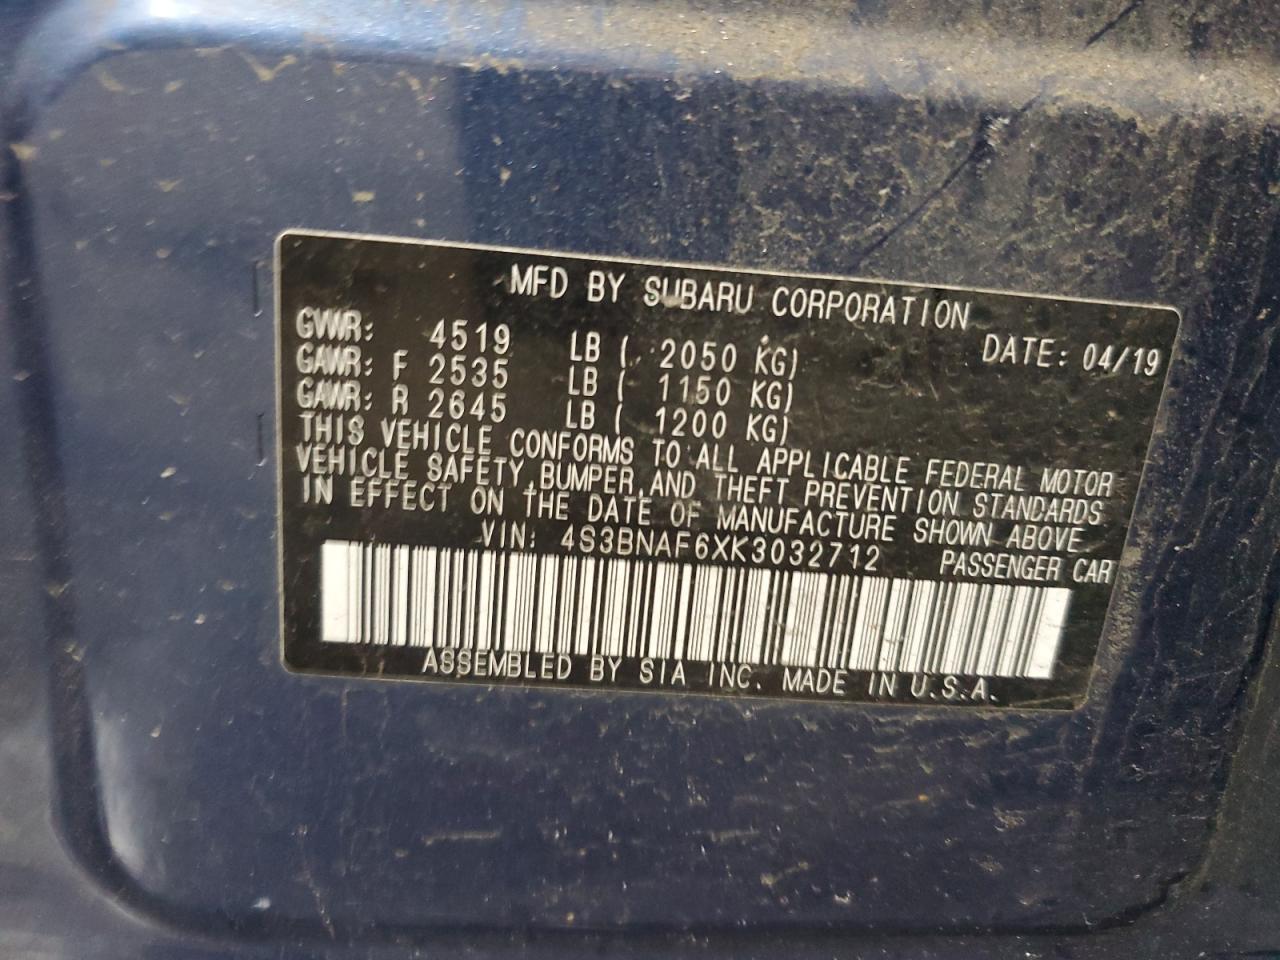 MFD BY SUBARU CORPORATION
GVWR: 4519 LB ( 2050 KG) DATE: 04/19
GAWR: F 2535 LB ( 1150 KG)
GAWR: R 2645 LB ( 1200 KG)
THIS VEHICLE CONFORMS TO ALL APPLICABLE FEDERAL MOTOR
VEHICLE SAFETY,BUMPER,AND THEFT PREVENTION STANDARDS
IN EFFECT ON THE DATE OF MANUFACTURE SHOWN ABOVE
VIN: 4S3BNAF6XK3032712 PASSENGER CAR
ASSEMBLED BY SIA INC. MADE IN U.S.A.